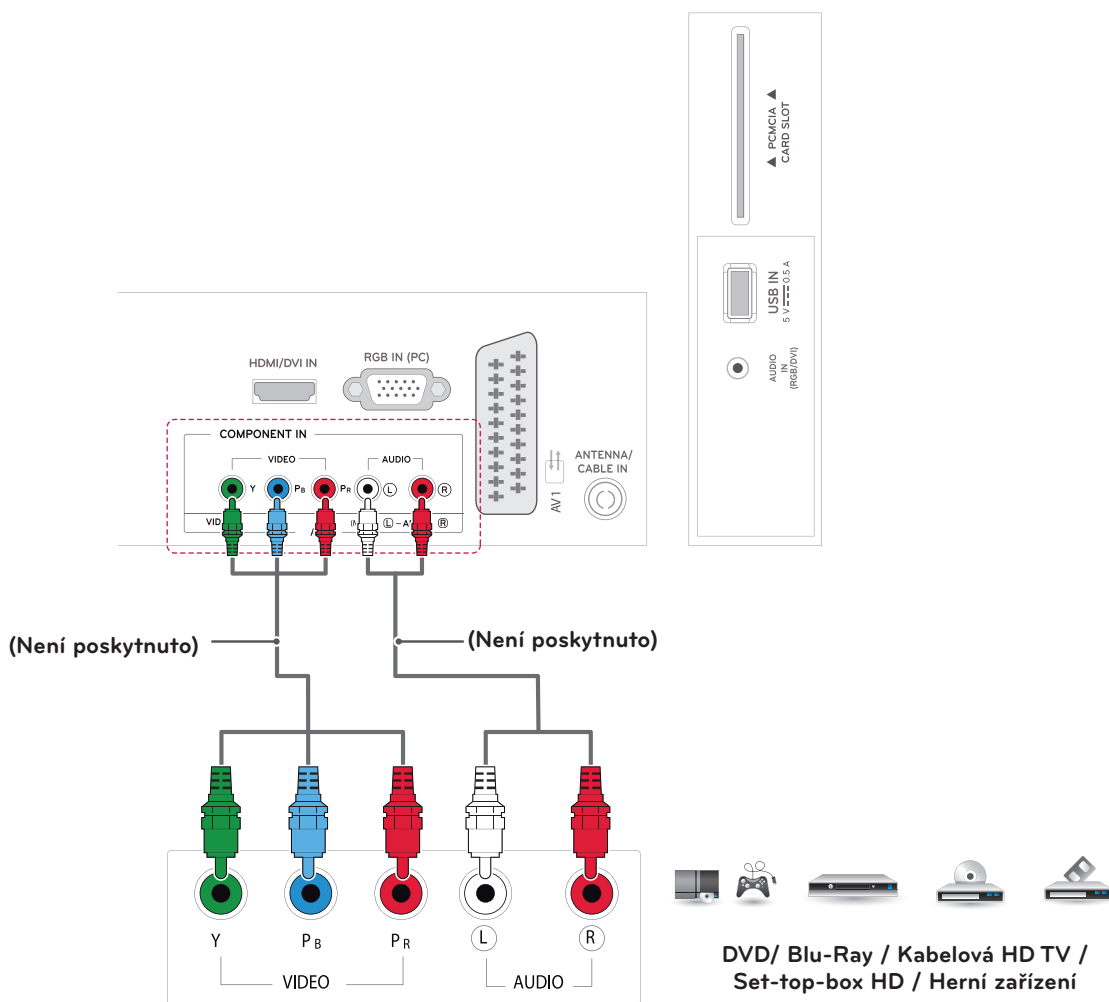 ▲ PCMCIA ▲
CARD SLOT
USB IN
5 V 0.5 A
AUDIO
IN
(RGB/DVI)
HDMI/DVI IN
RGB IN (PC)
COMPONENT IN
VIDEO
AUDIO
Y
PB
PR
L
R
VID
L
R
AV1
ANTENNA/
CABLE IN
(Není poskytnuto)
(Není poskytnuto)
Y
PB
PR
L
R
VIDEO
AUDIO
DVD/ Blu-Ray / Kabelová HD TV /
Set-top-box HD / Herní zařízení